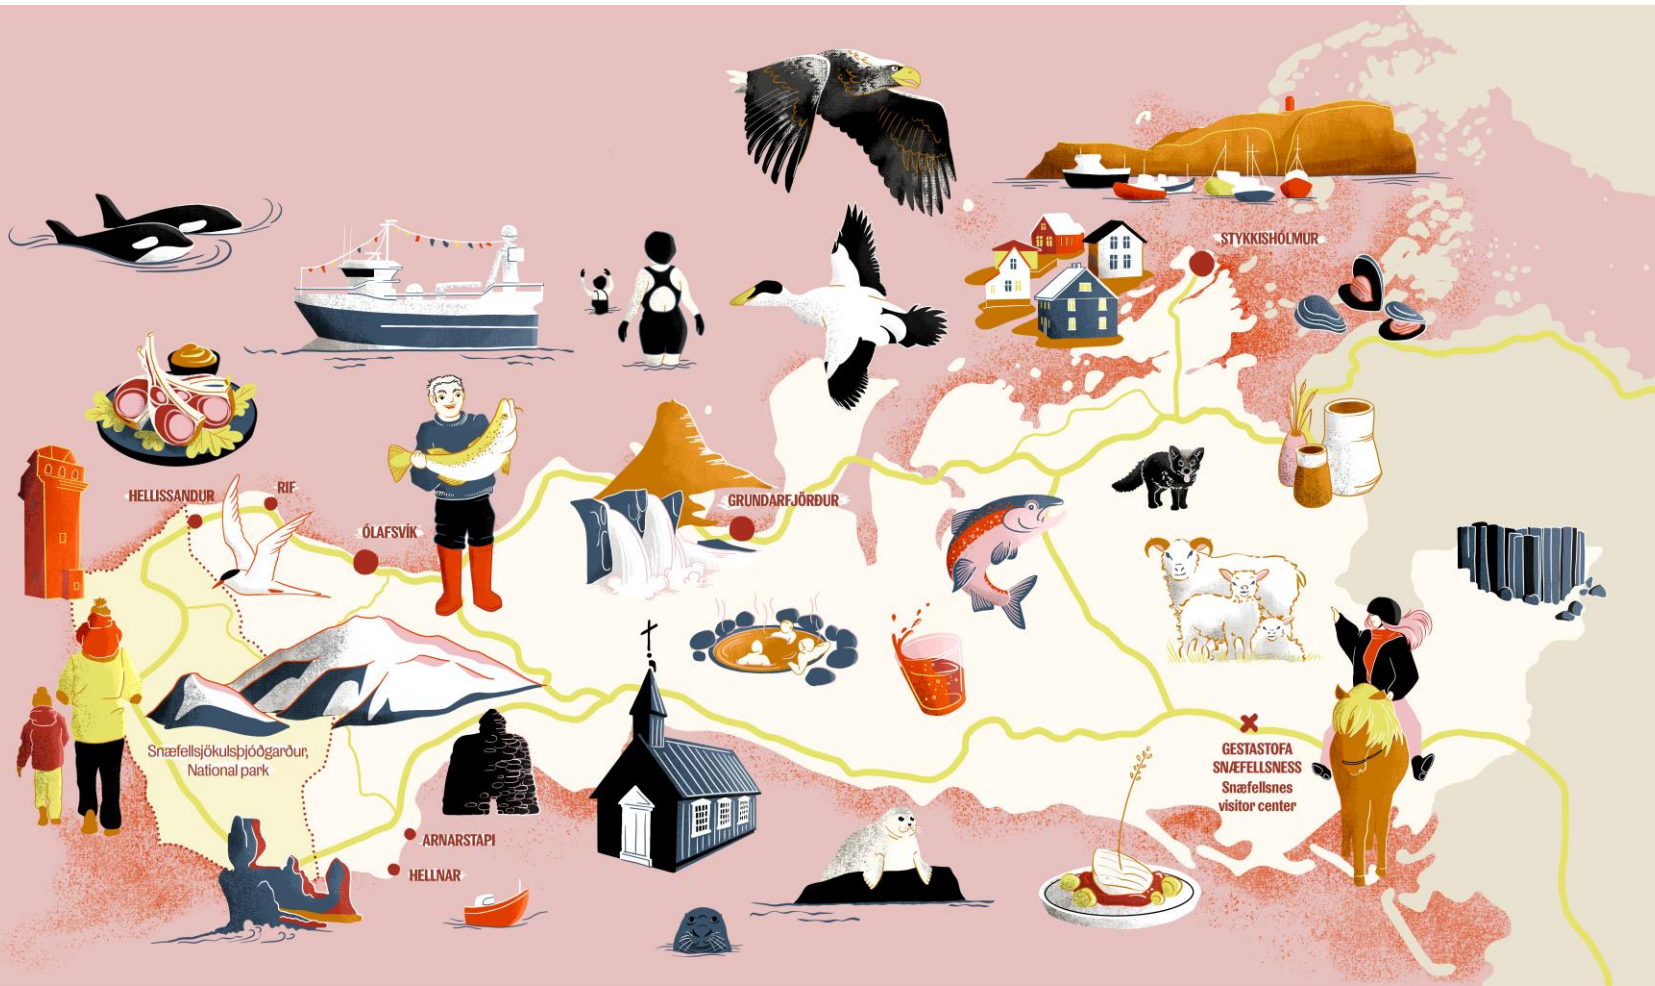 STYKKISHÓLMUR
HELLISSANDUR
RIF
ÓLAFSVÍK
GRUNDARFJÖRÐUR
Snæfellsjökulsþjóðgarður,
National park
GESTASTOFA
SNÆFELLSNESS
Snæfellsnes
visitor center
ARNARSTAPI
HELLNAR